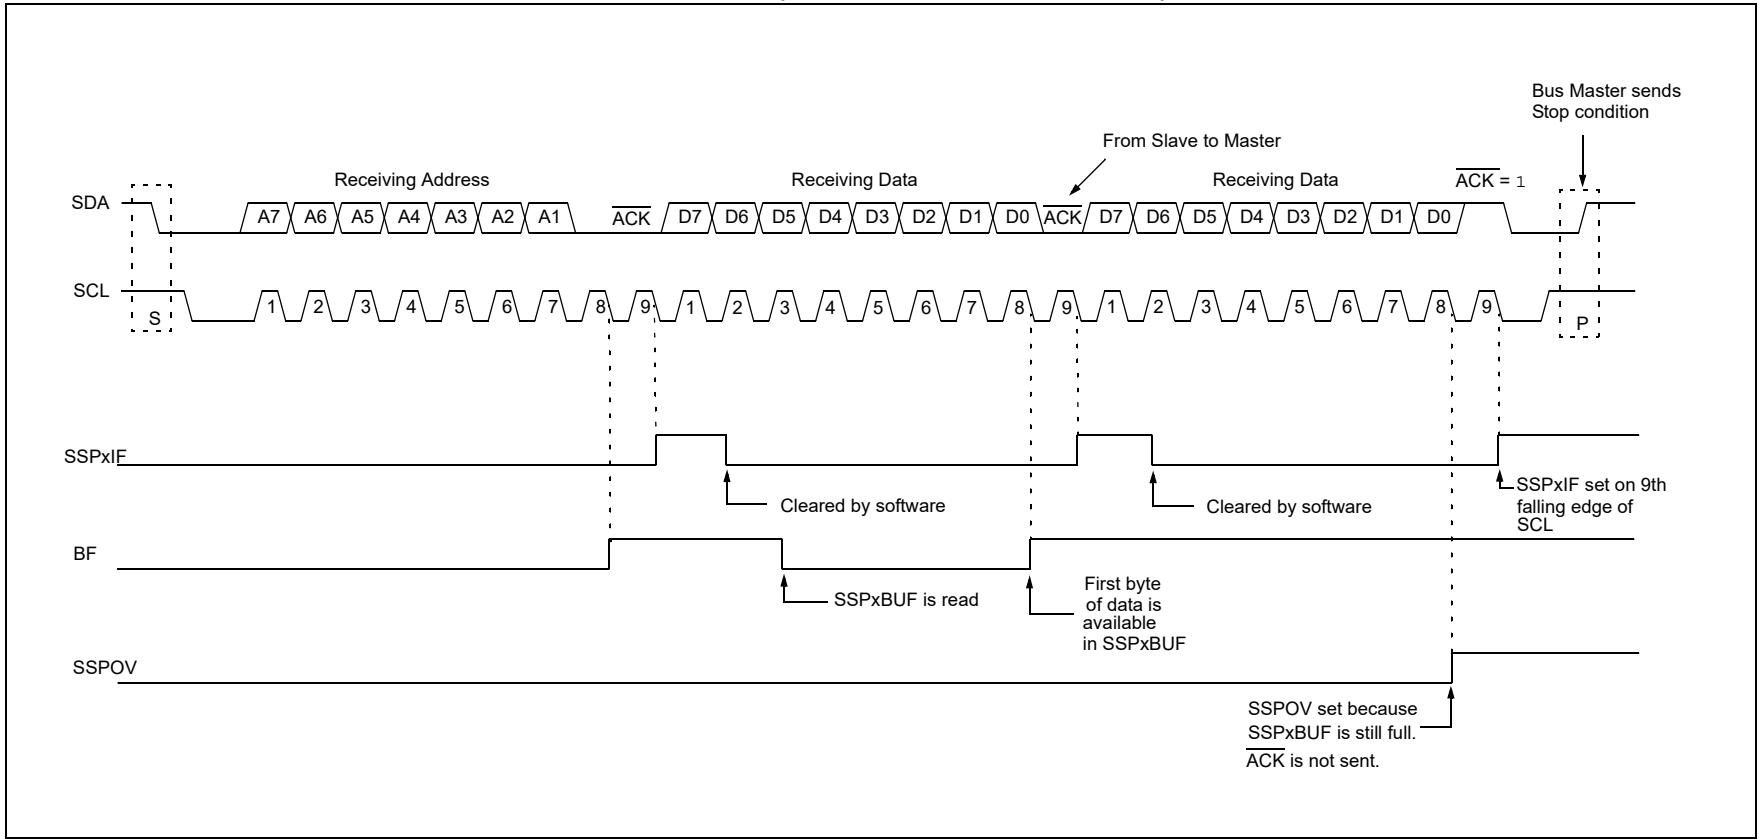 Bus Master sends
Stop condition
From Slave to Master
Receiving Address
Receiving Data
Receiving Data
ACK = 1
SDA
A7 A6 A5 A4 A3 A2 A1 ACK D7 D6 D5 D4 D3 D2 D1 D0 ACK D7 D6 D5 D4 D3 D2 D1 D0
SCL
1 2 3 4 5 6 7 8 9 1 2 3 4 5 6 7 8 9 1 2 3 4 5 6 7 8 9
S
P
SSPxIF
Cleared by software
Cleared by software
SSPxIF set on 9th
falling edge of
SCL
BF
SSPxBUF is read
First byte
of data is
available
in SSPxBUF
SSPOV
SSPOV set because
SSPxBUF is still full.
ACK is not sent.